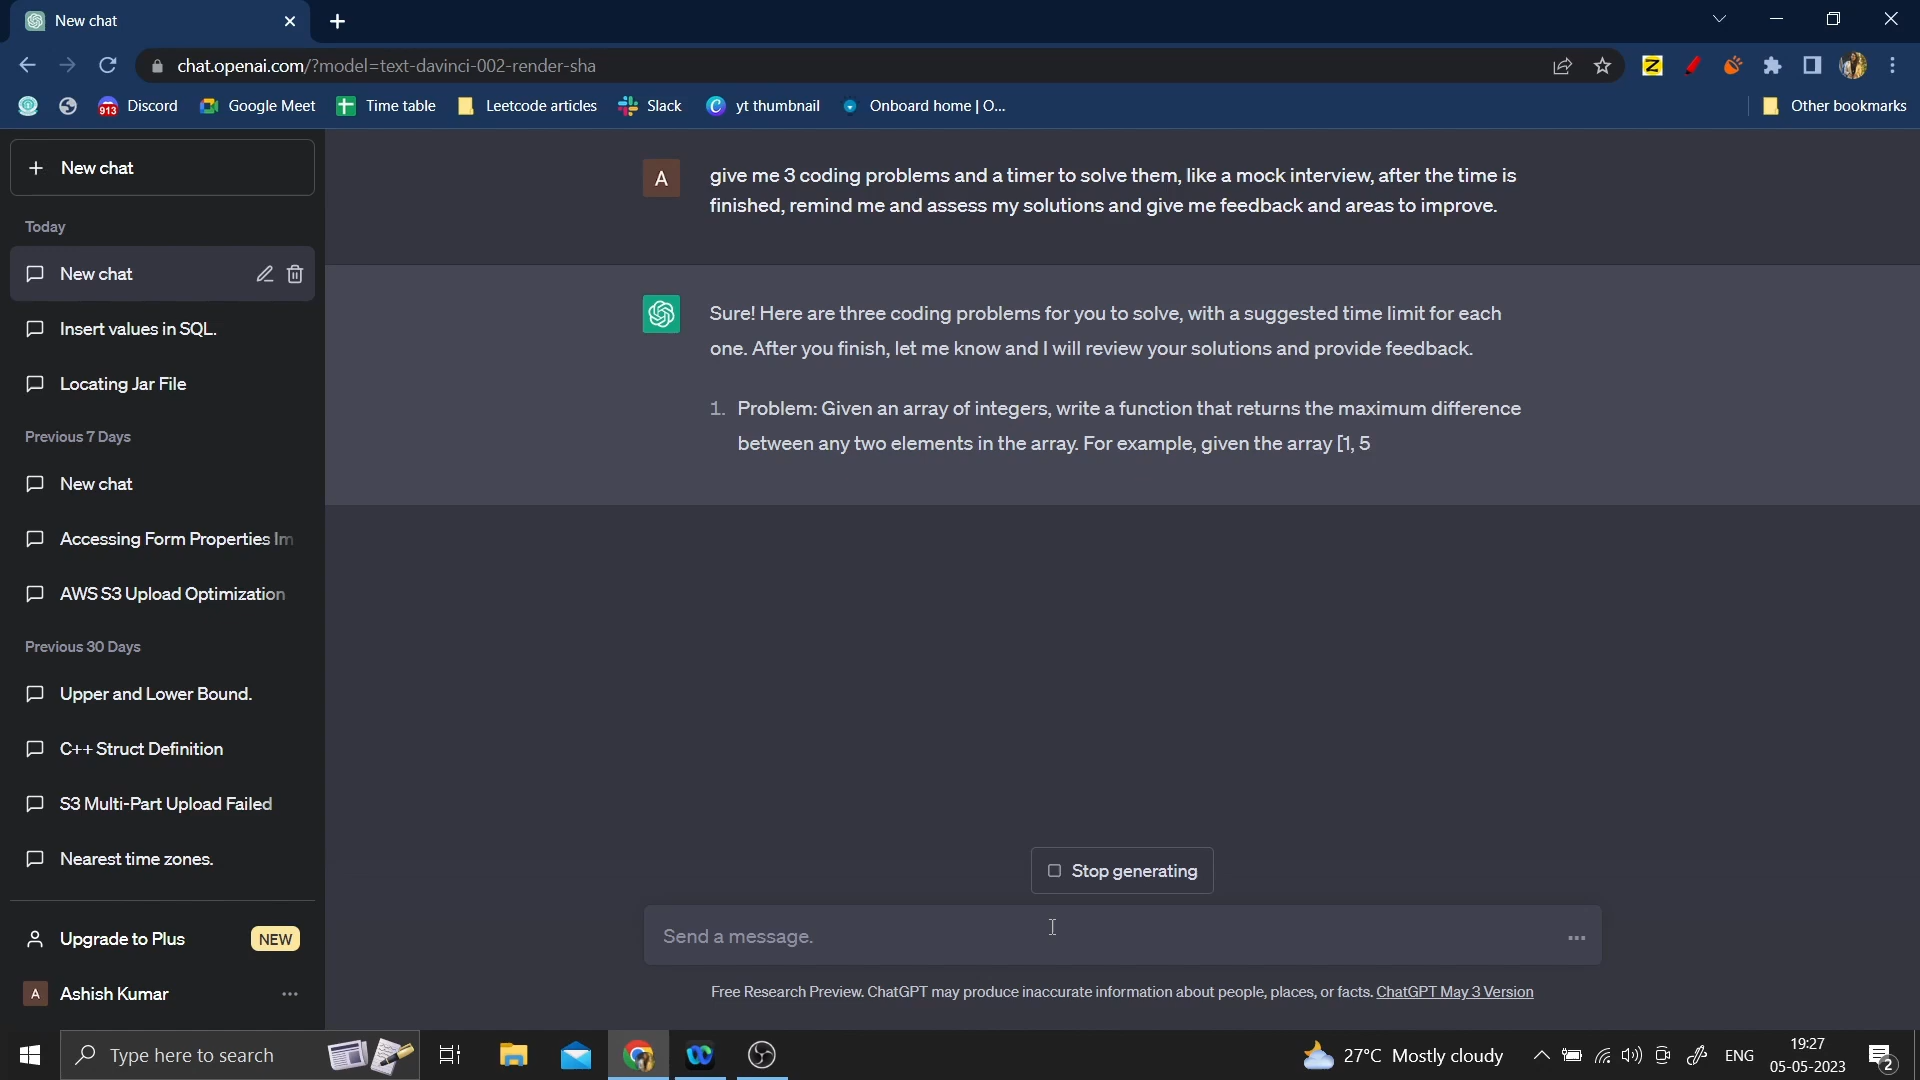 New chat
chat.openai.com/?model=text-davinci-002-render-sha
Z
913 Discord Google Meet Time table Leetcode articles Slack yt thumbnail Onboard home | O... Other bookmarks
+ New chat
Today
New chat
Insert values in SQL.
Locating Jar File
Previous 7 Days
New chat
Accessing Form Properties Im
AWS S3 Upload Optimization
Previous 30 Days
Upper and Lower Bound.
C++ Struct Definition
S3 Multi-Part Upload Failed
Nearest time zones.
Upgrade to Plus NEW
A Ashish Kumar ...
A give me 3 coding problems and a timer to solve them, like a mock interview, after the time is
finished, remind me and assess my solutions and give me feedback and areas to improve.
Sure! Here are three coding problems for you to solve, with a suggested time limit for each
one. After you finish, let me know and I will review your solutions and provide feedback.
1. Problem: Given an array of integers, write a function that returns the maximum difference
between any two elements in the array. For example, given the array [1, 5
Stop generating
Send a message. ...
Free Research Preview. ChatGPT may produce inaccurate information about people, places, or facts. ChatGPT May 3 Version
Type here to search
27°C Mostly cloudy
ENG
19:27
05-05-2023
2